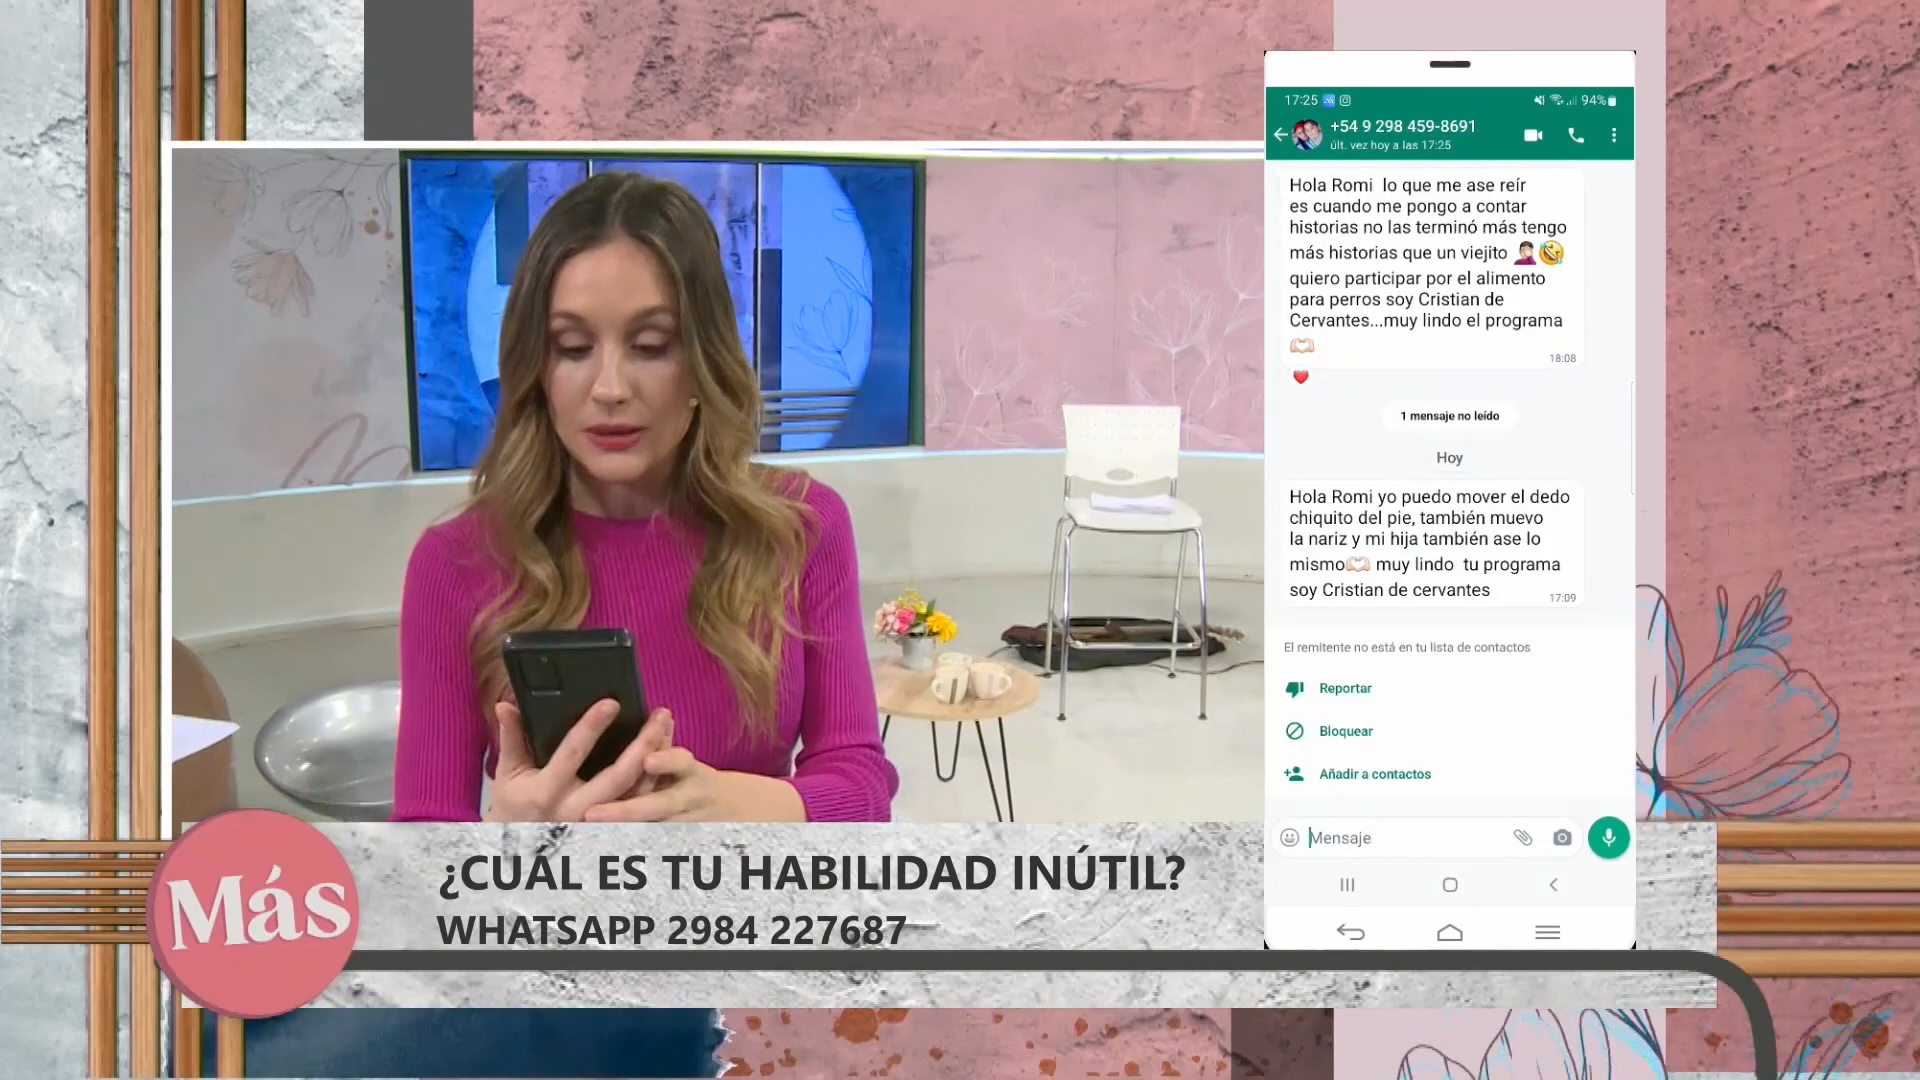 17:25
94%
+54 9 298 459-8691
últ. vez hoy a las 17:25
Hola Romi lo que me ase reír
es cuando me pongo a contar
historias no las terminó más tengo
más historias que un viejito 🤦🏻‍♂️🤣
quiero participar por el alimento
para perros soy Cristian de
Cervantes...muy lindo el programa
🫶🏻
18:08
❤️
1 mensaje no leído
Hoy
Hola Romi yo puedo mover el dedo
chiquito del pie, también muevo
la nariz y mi hija también ase lo
mismo🫶🏻 muy lindo tu programa
soy Cristian de cervantes
17:09
El remitente no está en tu lista de contactos
Reportar
Bloquear
Añadir a contactos
Mensaje
Más
¿CUÁL ES TU HABILIDAD INÚTIL?
WHATSAPP 2984 227687